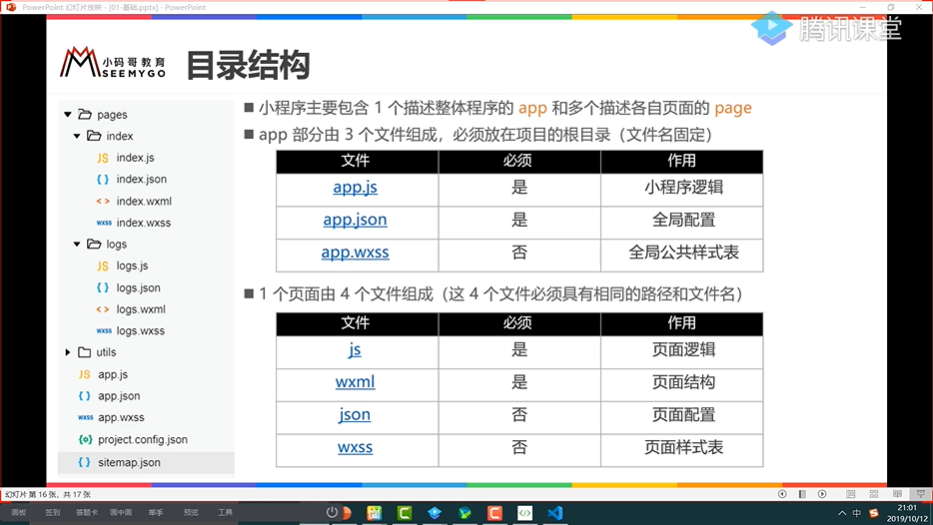 PowerPoint 幻灯片放映 - [01-基础.pptx] - PowerPoint
腾讯课堂
小码哥教育
SEEMYGO
目录结构
pages
index
index.js
index.json
index.wxml
index.wxss
logs
logs.js
logs.json
logs.wxml
logs.wxss
utils
app.js
app.json
app.wxss
project.config.json
sitemap.json
■ 小程序主要包含 1 个描述整体程序的 app 和多个描述各自页面的 page
■ app 部分由 3 个文件组成，必须放在项目的根目录（文件名固定）
文件 必须 作用
app.js 是 小程序逻辑
app.json 是 全局配置
app.wxss 否 全局公共样式表
■ 1 个页面由 4 个文件组成（这 4 个文件必须具有相同的路径和文件名）
文件 必须 作用
js 是 页面逻辑
wxml 是 页面结构
json 否 页面配置
wxss 否 页面样式表
幻灯片 第 16 张，共 17 张
画板 签到 答题卡 画中画 举手 预览 工具
中
21:01
2019/10/12